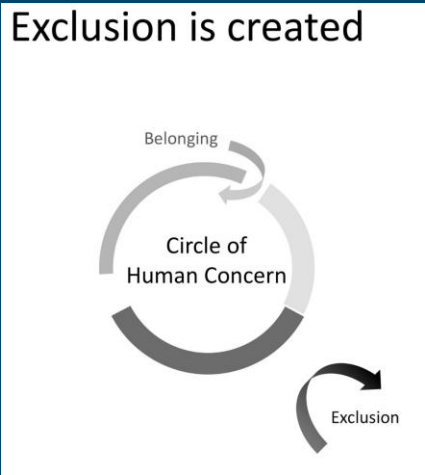 Exclusion is created
Belonging
Circle of
Human Concern
Exclusion